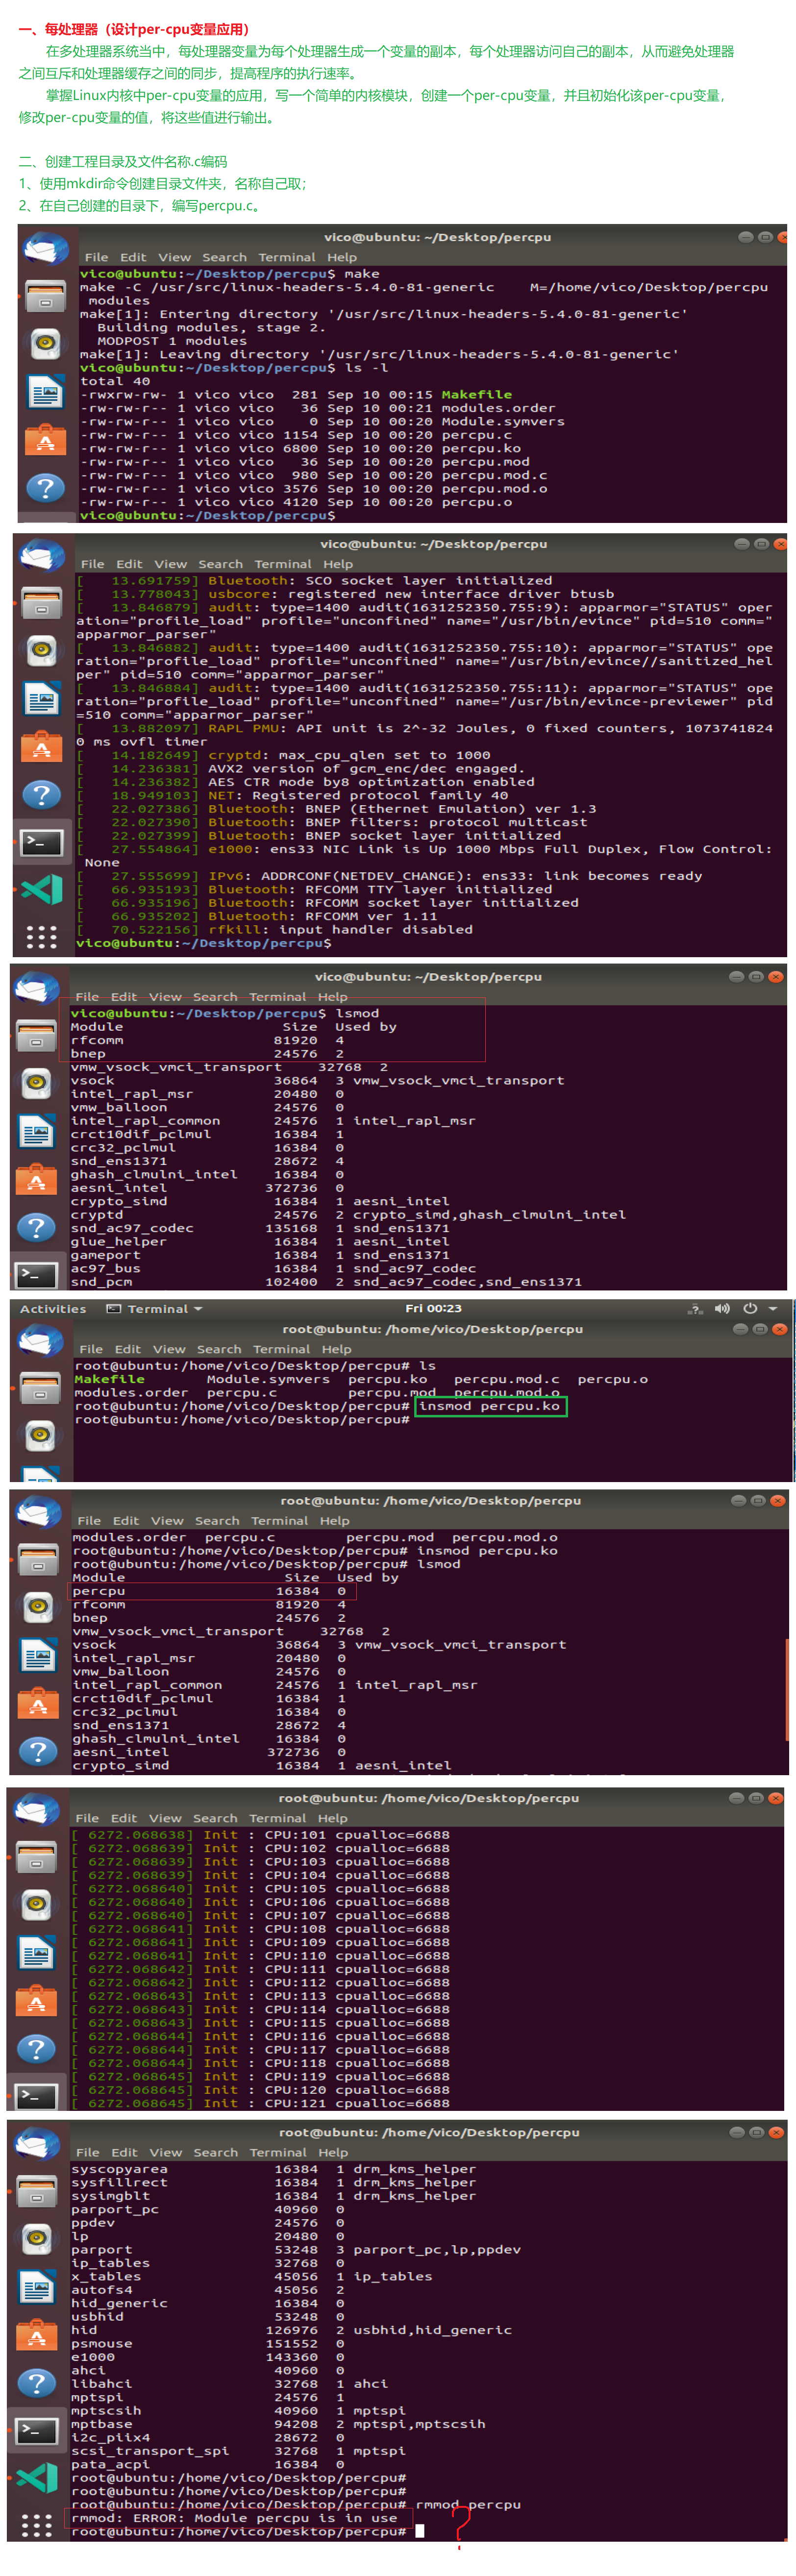 一、每处理器（设计per-cpu变量应用）
在多处理器系统当中，每处理器变量为每个处理器生成一个变量的副本，每个处理器访问自己的副本，从而避免处理器
之间互斥和处理器缓存之间的同步，提高程序的执行速率。
掌握Linux内核中per-cpu变量的应用，写一个简单的内核模块，创建一个per-cpu变量，并且初始化该per-cpu变量，
修改per-cpu变量的值，将这些值进行输出。
二、创建工程目录及文件名称.c编码
1、使用mkdir命令创建目录文件夹，名称自己取；
2、在自己创建的目录下，编写percpu.c。
vico@ubuntu: ~/Desktop/percpu
File Edit View Search Terminal Help
vico@ubuntu:~/Desktop/percpu$ make
make -C /usr/src/linux-headers-5.4.0-81-generic    M=/home/vico/Desktop/percpu
 modules
make[1]: Entering directory '/usr/src/linux-headers-5.4.0-81-generic'
  Building modules, stage 2.
  MODPOST 1 modules
make[1]: Leaving directory '/usr/src/linux-headers-5.4.0-81-generic'
vico@ubuntu:~/Desktop/percpu$ ls -l
total 40
-rwxrw-rw- 1 vico vico  281 Sep 10 00:15 Makefile
-rw-rw-r-- 1 vico vico   36 Sep 10 00:21 modules.order
-rw-rw-r-- 1 vico vico    0 Sep 10 00:20 Module.symvers
-rw-rw-r-- 1 vico vico 1154 Sep 10 00:20 percpu.c
-rw-rw-r-- 1 vico vico 6800 Sep 10 00:20 percpu.ko
-rw-rw-r-- 1 vico vico   36 Sep 10 00:20 percpu.mod
-rw-rw-r-- 1 vico vico  980 Sep 10 00:20 percpu.mod.c
-rw-rw-r-- 1 vico vico 3576 Sep 10 00:20 percpu.mod.o
-rw-rw-r-- 1 vico vico 4120 Sep 10 00:20 percpu.o
vico@ubuntu:~/Desktop/percpu$
vico@ubuntu: ~/Desktop/percpu
File Edit View Search Terminal Help
[   13.691759] Bluetooth: SCO socket layer initialized
[   13.778043] usbcore: registered new interface driver btusb
[   13.846879] audit: type=1400 audit(1631252350.755:9): apparmor="STATUS" oper
ation="profile_load" profile="unconfined" name="/usr/bin/evince" pid=510 comm="
apparmor_parser"
[   13.846882] audit: type=1400 audit(1631252350.755:10): apparmor="STATUS" ope
ration="profile_load" profile="unconfined" name="/usr/bin/evince//sanitized_hel
per" pid=510 comm="apparmor_parser"
[   13.846884] audit: type=1400 audit(1631252350.755:11): apparmor="STATUS" ope
ration="profile_load" profile="unconfined" name="/usr/bin/evince-previewer" pid
=510 comm="apparmor_parser"
[   13.882097] RAPL PMU: API unit is 2^-32 Joules, 0 fixed counters, 1073741824
0 ms ovfl timer
[   14.182649] cryptd: max_cpu_qlen set to 1000
[   14.236381] AVX2 version of gcm_enc/dec engaged.
[   14.236382] AES CTR mode by8 optimization enabled
[   18.949103] NET: Registered protocol family 40
[   22.027386] Bluetooth: BNEP (Ethernet Emulation) ver 1.3
[   22.027390] Bluetooth: BNEP filters: protocol multicast
[   22.027399] Bluetooth: BNEP socket layer initialized
[   27.554864] e1000: ens33 NIC Link is Up 1000 Mbps Full Duplex, Flow Control:
 None
[   27.555699] IPv6: ADDRCONF(NETDEV_CHANGE): ens33: link becomes ready
[   66.935193] Bluetooth: RFCOMM TTY layer initialized
[   66.935196] Bluetooth: RFCOMM socket layer initialized
[   66.935202] Bluetooth: RFCOMM ver 1.11
[   70.522156] rfkill: input handler disabled
vico@ubuntu:~/Desktop/percpu$
vico@ubuntu: ~/Desktop/percpu
File Edit View Search Terminal Help
vico@ubuntu:~/Desktop/percpu$ lsmod
Module                  Size  Used by
rfcomm                 81920  4
bnep                   24576  2
vmw_vsock_vmci_transport    32768  2
vsock                  36864  3 vmw_vsock_vmci_transport
intel_rapl_msr         20480  0
vmw_balloon            24576  0
intel_rapl_common      24576  1 intel_rapl_msr
crct10dif_pclmul       16384  1
crc32_pclmul           16384  0
snd_ens1371            28672  4
ghash_clmulni_intel    16384  0
aesni_intel           372736  0
crypto_simd            16384  1 aesni_intel
cryptd                 24576  2 crypto_simd,ghash_clmulni_intel
snd_ac97_codec        135168  1 snd_ens1371
glue_helper            16384  1 aesni_intel
gameport               16384  1 snd_ens1371
ac97_bus               16384  1 snd_ac97_codec
snd_pcm               102400  2 snd_ac97_codec,snd_ens1371
Activities Terminal Fri 00:23
root@ubuntu: /home/vico/Desktop/percpu
File Edit View Search Terminal Help
root@ubuntu:/home/vico/Desktop/percpu# ls
Makefile       Module.symvers  percpu.ko   percpu.mod.c  percpu.o
modules.order  percpu.c        percpu.mod  percpu.mod.o
root@ubuntu:/home/vico/Desktop/percpu# insmod percpu.ko
root@ubuntu:/home/vico/Desktop/percpu#
root@ubuntu: /home/vico/Desktop/percpu
File Edit View Search Terminal Help
modules.order  percpu.c        percpu.mod  percpu.mod.o
root@ubuntu:/home/vico/Desktop/percpu# insmod percpu.ko
root@ubuntu:/home/vico/Desktop/percpu# lsmod
Module                  Size  Used by
percpu                 16384  0
rfcomm                 81920  4
bnep                   24576  2
vmw_vsock_vmci_transport    32768  2
vsock                  36864  3 vmw_vsock_vmci_transport
intel_rapl_msr         20480  0
vmw_balloon            24576  0
intel_rapl_common      24576  1 intel_rapl_msr
crct10dif_pclmul       16384  1
crc32_pclmul           16384  0
snd_ens1371            28672  4
ghash_clmulni_intel    16384  0
aesni_intel           372736  0
crypto_simd            16384  1 aesni_intel
root@ubuntu: /home/vico/Desktop/percpu
File Edit View Search Terminal Help
[ 6272.068638] Init : CPU:101 cpualloc=6688
[ 6272.068639] Init : CPU:102 cpualloc=6688
[ 6272.068639] Init : CPU:103 cpualloc=6688
[ 6272.068639] Init : CPU:104 cpualloc=6688
[ 6272.068640] Init : CPU:105 cpualloc=6688
[ 6272.068640] Init : CPU:106 cpualloc=6688
[ 6272.068640] Init : CPU:107 cpualloc=6688
[ 6272.068641] Init : CPU:108 cpualloc=6688
[ 6272.068641] Init : CPU:109 cpualloc=6688
[ 6272.068641] Init : CPU:110 cpualloc=6688
[ 6272.068642] Init : CPU:111 cpualloc=6688
[ 6272.068642] Init : CPU:112 cpualloc=6688
[ 6272.068643] Init : CPU:113 cpualloc=6688
[ 6272.068643] Init : CPU:114 cpualloc=6688
[ 6272.068643] Init : CPU:115 cpualloc=6688
[ 6272.068644] Init : CPU:116 cpualloc=6688
[ 6272.068644] Init : CPU:117 cpualloc=6688
[ 6272.068644] Init : CPU:118 cpualloc=6688
[ 6272.068645] Init : CPU:119 cpualloc=6688
[ 6272.068645] Init : CPU:120 cpualloc=6688
[ 6272.068645] Init : CPU:121 cpualloc=6688
root@ubuntu: /home/vico/Desktop/percpu
File Edit View Search Terminal Help
syscopyarea            16384  1 drm_kms_helper
sysfillrect            16384  1 drm_kms_helper
sysimgblt              16384  1 drm_kms_helper
parport_pc             40960  0
ppdev                  24576  0
lp                     20480  0
parport                53248  3 parport_pc,lp,ppdev
ip_tables              32768  0
x_tables               45056  1 ip_tables
autofs4                45056  2
hid_generic            16384  0
usbhid                 53248  0
hid                   126976  2 usbhid,hid_generic
psmouse               151552  0
e1000                 143360  0
ahci                   40960  0
libahci                32768  1 ahci
mptspi                 24576  1
mptscsih               40960  1 mptspi
mptbase                94208  2 mptspi,mptscsih
i2c_piix4              28672  0
scsi_transport_spi     32768  1 mptspi
pata_acpi              16384  0
root@ubuntu:/home/vico/Desktop/percpu#
root@ubuntu:/home/vico/Desktop/percpu#
root@ubuntu:/home/vico/Desktop/percpu# rmmod percpu
rmmod: ERROR: Module percpu is in use
root@ubuntu:/home/vico/Desktop/percpu#
?